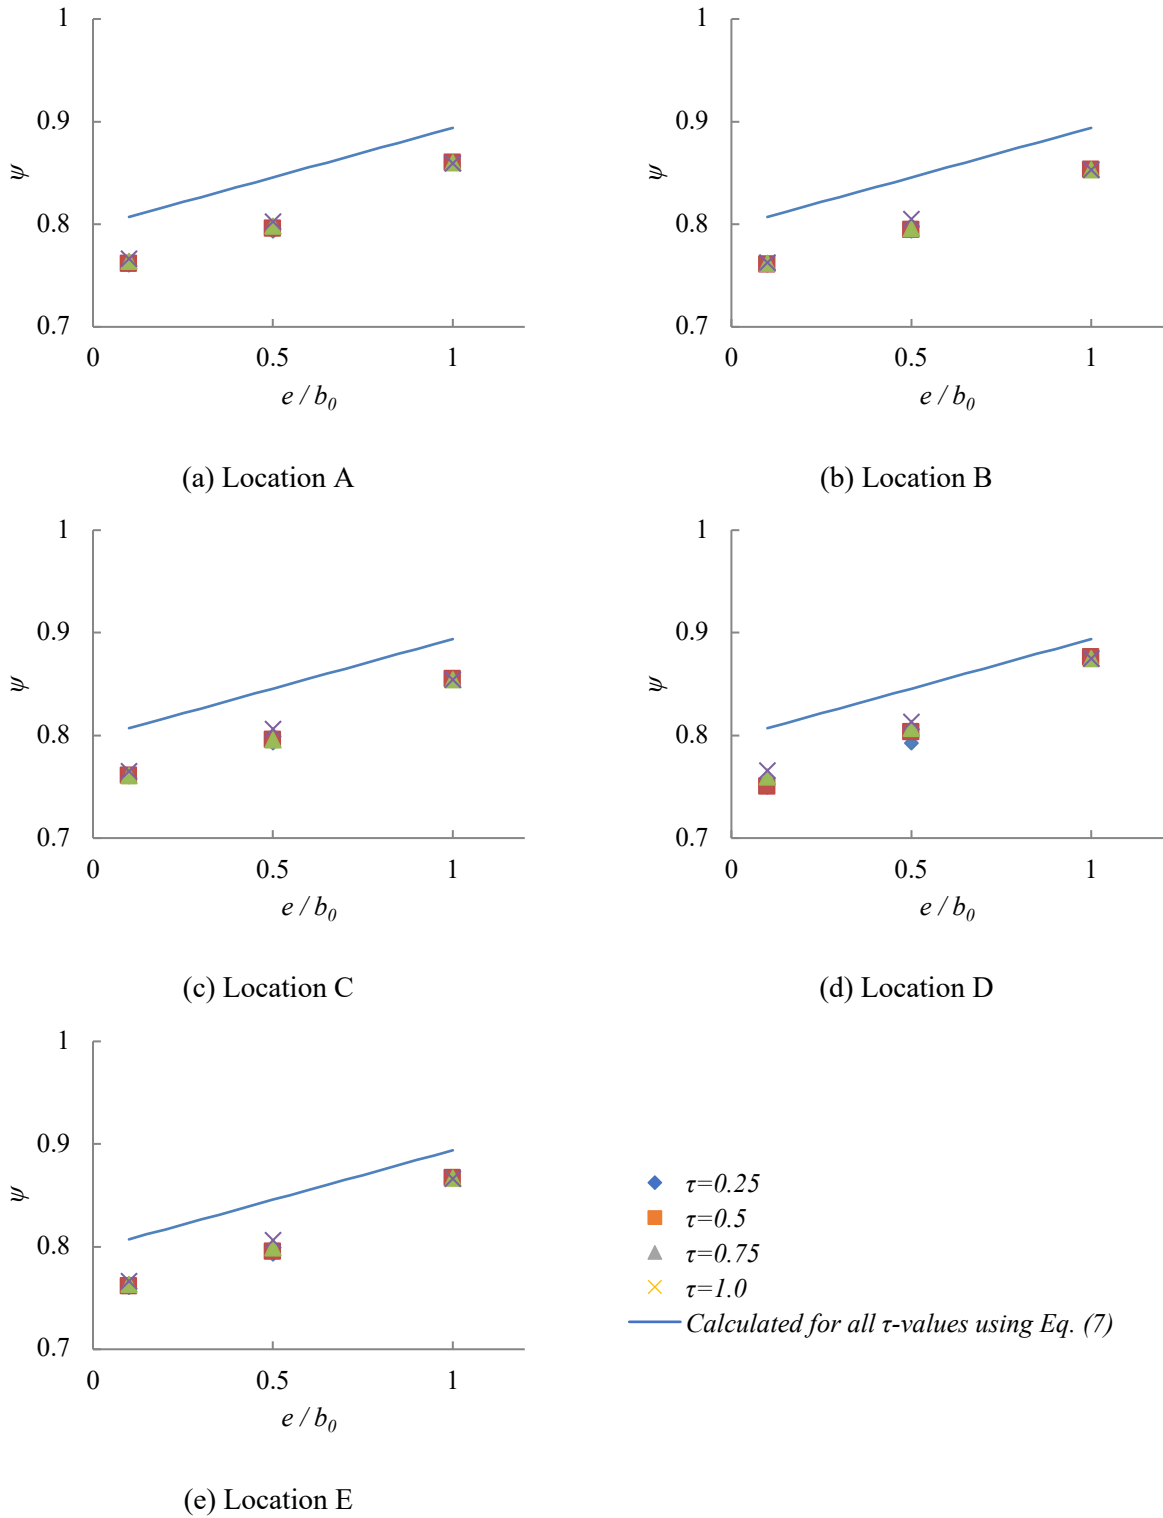 1
0.9
0.8
0.7
ψ
0 0.5 1
e / b0
(a) Location A
1
0.9
0.8
0.7
ψ
0 0.5 1
e / b0
(b) Location B
1
0.9
0.8
0.7
ψ
0 0.5 1
e / b0
(c) Location C
1
0.9
0.8
0.7
ψ
0 0.5 1
e / b0
(d) Location D
1
0.9
0.8
0.7
ψ
0 0.5 1
e / b0
(e) Location E
τ=0.25
τ=0.5
τ=0.75
τ=1.0
Calculated for all τ-values using Eq. (7)